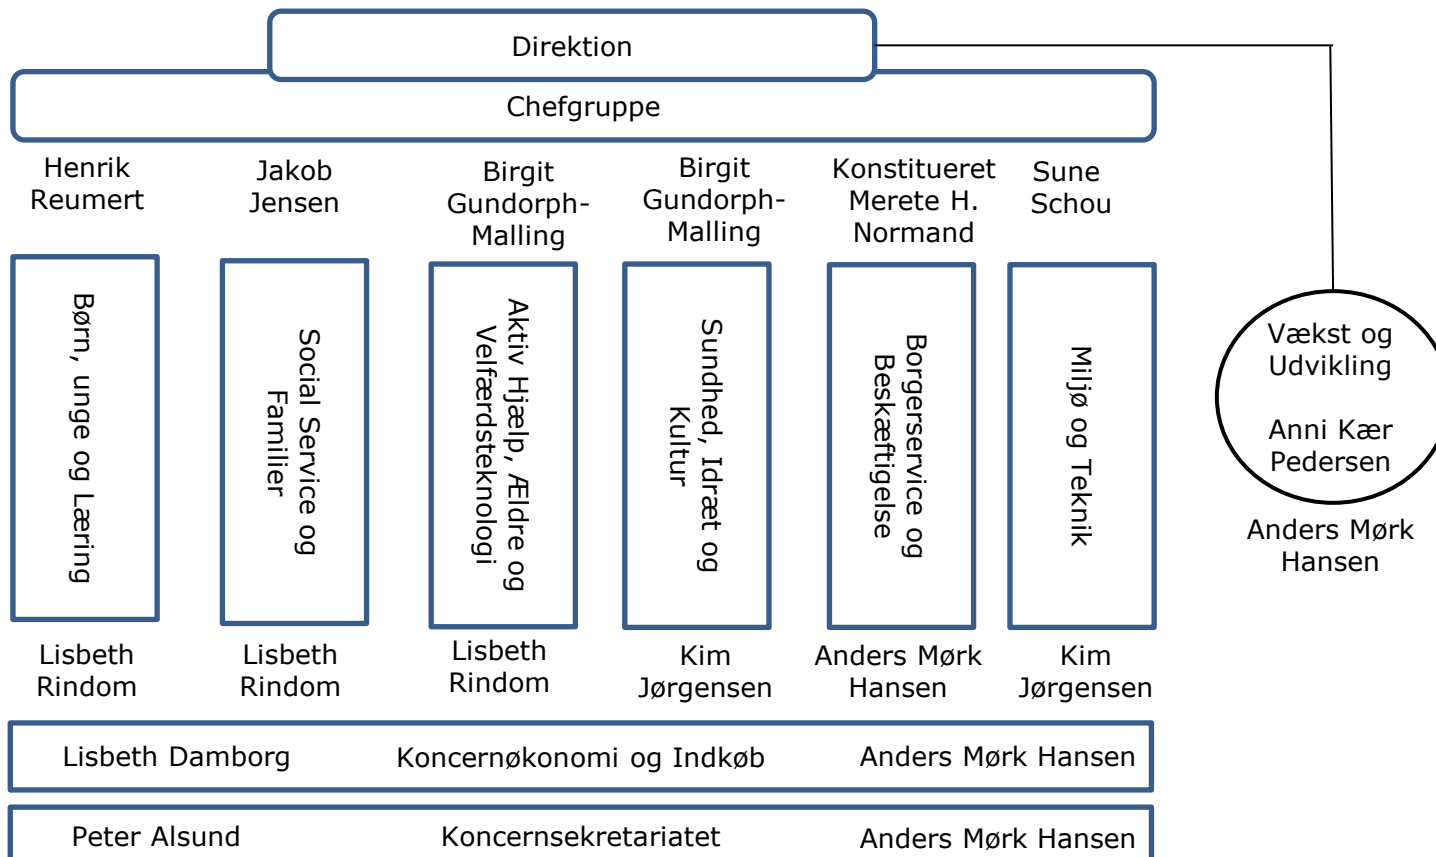 Direktion
Chefgruppe
Henrik
Reumert
Jakob
Jensen
Birgit
Gundorph-
Malling
Birgit
Gundorph-
Malling
Konstitueret
Merete H.
Normand
Sune
Schou
Børn, unge og Læring
Social Service og
Familier
Aktiv Hjælp, Ældre og
Velfærdsteknologi
Sundhed, Idræt og
Kultur
Borgerservice og
Beskæftigelse
Miljø og Teknik
Vækst og
Udvikling
Anni Kær
Pedersen
Anders Mørk
Hansen
Lisbeth
Rindom
Lisbeth
Rindom
Lisbeth
Rindom
Kim
Jørgensen
Anders Mørk
Hansen
Kim
Jørgensen
Lisbeth Damborg Koncernøkonomi og Indkøb Anders Mørk Hansen
Peter Alsund Koncernsekretariatet Anders Mørk Hansen